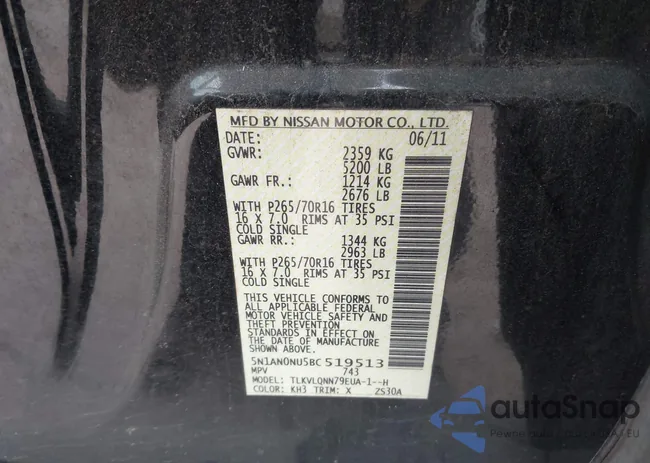 MFD BY NISSAN MOTOR CO., LTD.
DATE: 06/11
GVWR: 2359 KG
5200 LB
GAWR FR.: 1214 KG
2676 LB
WITH P265/70R16 TIRES
16 X 7.0 RIMS AT 35 PSI
COLD SINGLE
GAWR RR.: 1344 KG
2963 LB
WITH P265/70R16 TIRES
16 X 7.0 RIMS AT 35 PSI
COLD SINGLE
THIS VEHICLE CONFORMS TO
ALL APPLICABLE FEDERAL
MOTOR VEHICLE SAFETY AND
THEFT PREVENTION
STANDARDS IN EFFECT ON
THE DATE OF MANUFACTURE
SHOWN ABOVE.
5N1AN0NU5BC519513
MPV 743
MODEL: TLKVLQNN79EUA-1--H
COLOR: KH3 TRIM: X ZS30A
autoSnap